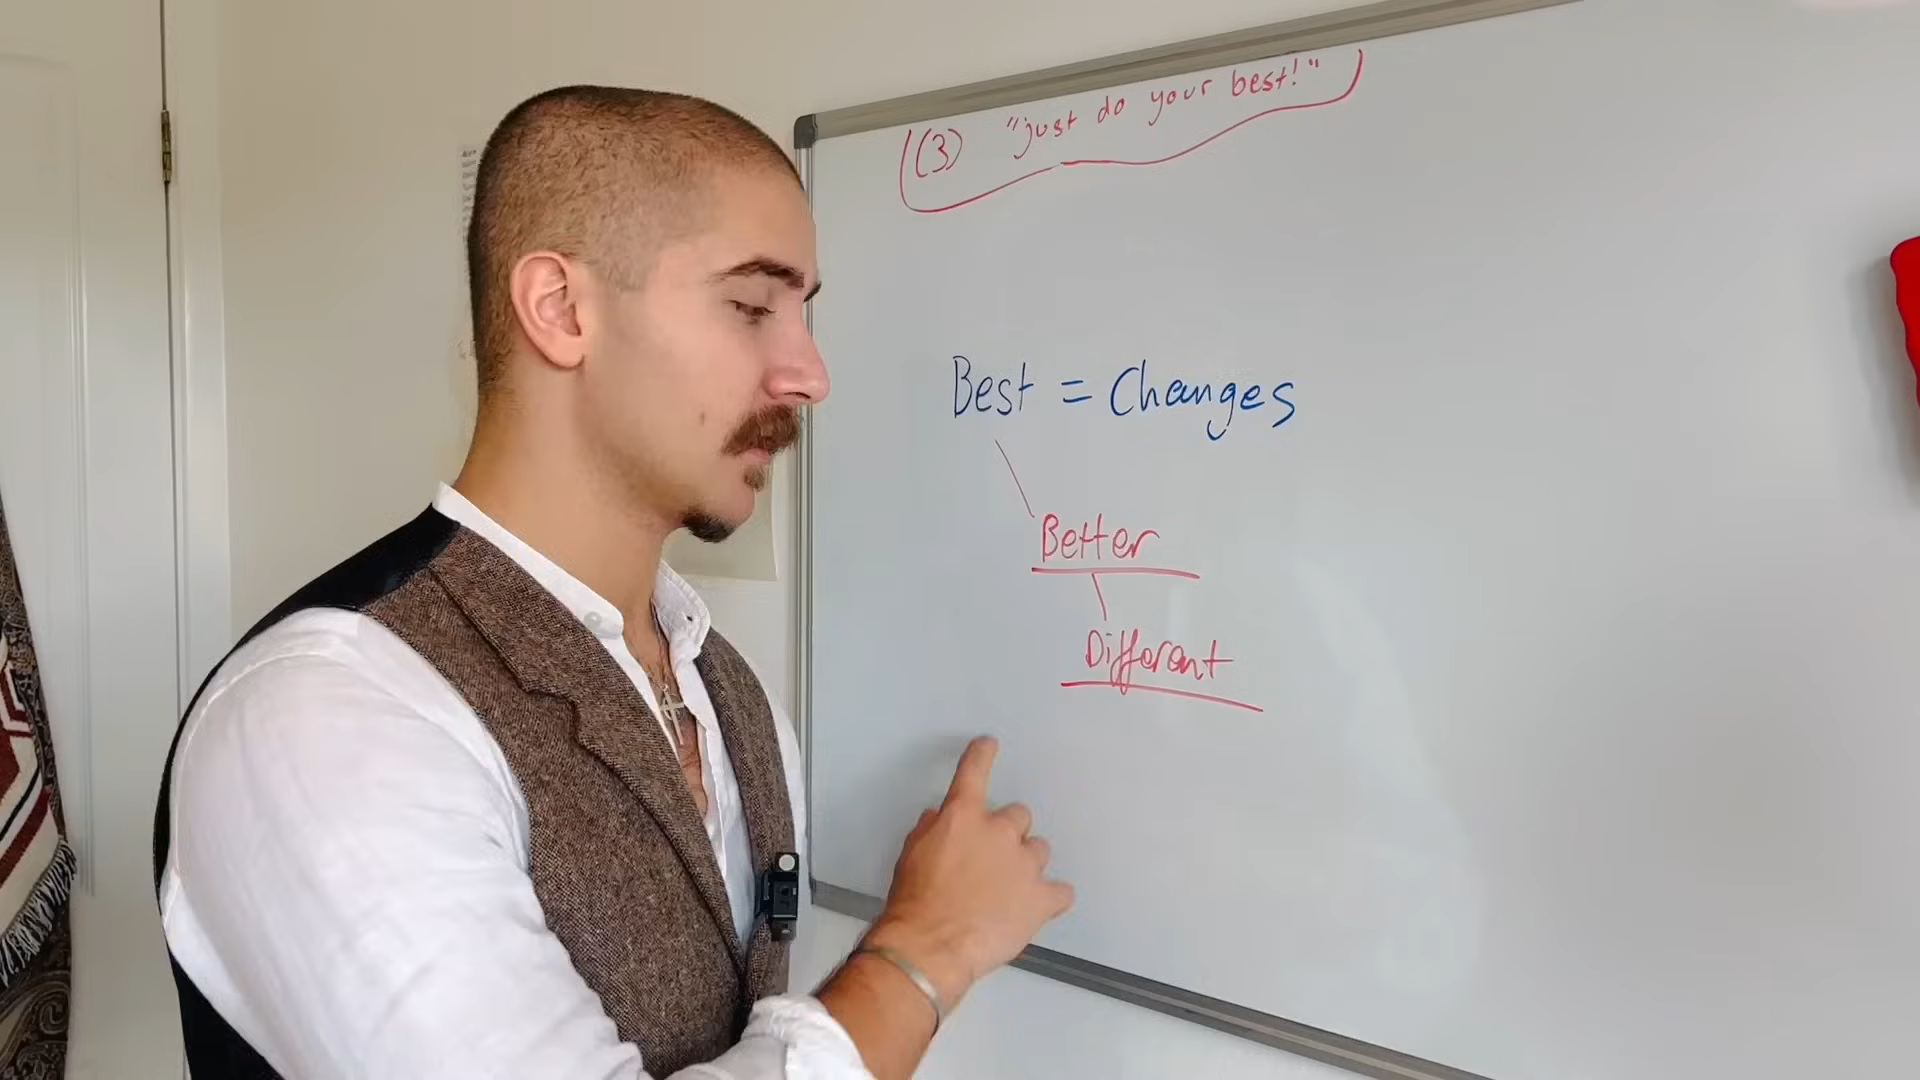 (3) "just do your best!"
Best = Changes
Better
Different